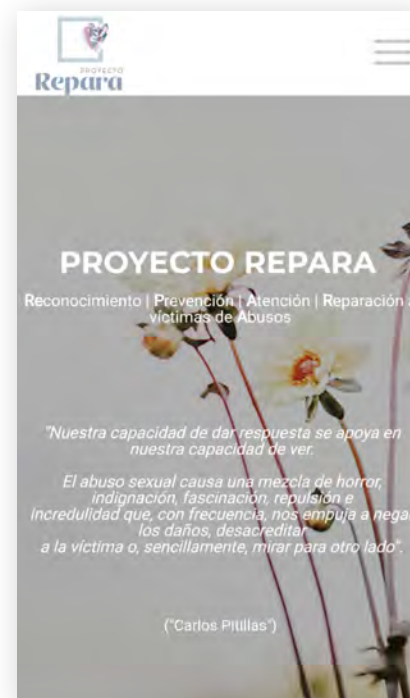 PROYECTO
Repara
PROYECTO REPARA
Reconocimiento | Prevención | Atención | Reparación a
víctimas de Abusos
"Nuestra capacidad de dar respuesta se apoya en
nuestra capacidad de ver.
El abuso sexual causa una mezcla de horror,
indignación, fascinación, repulsión e
incredulidad que, con frecuencia, nos empuja a negar
los daños, desacreditar
a la víctima o, sencillamente, mirar para otro lado".
("Carlos Pitillas")